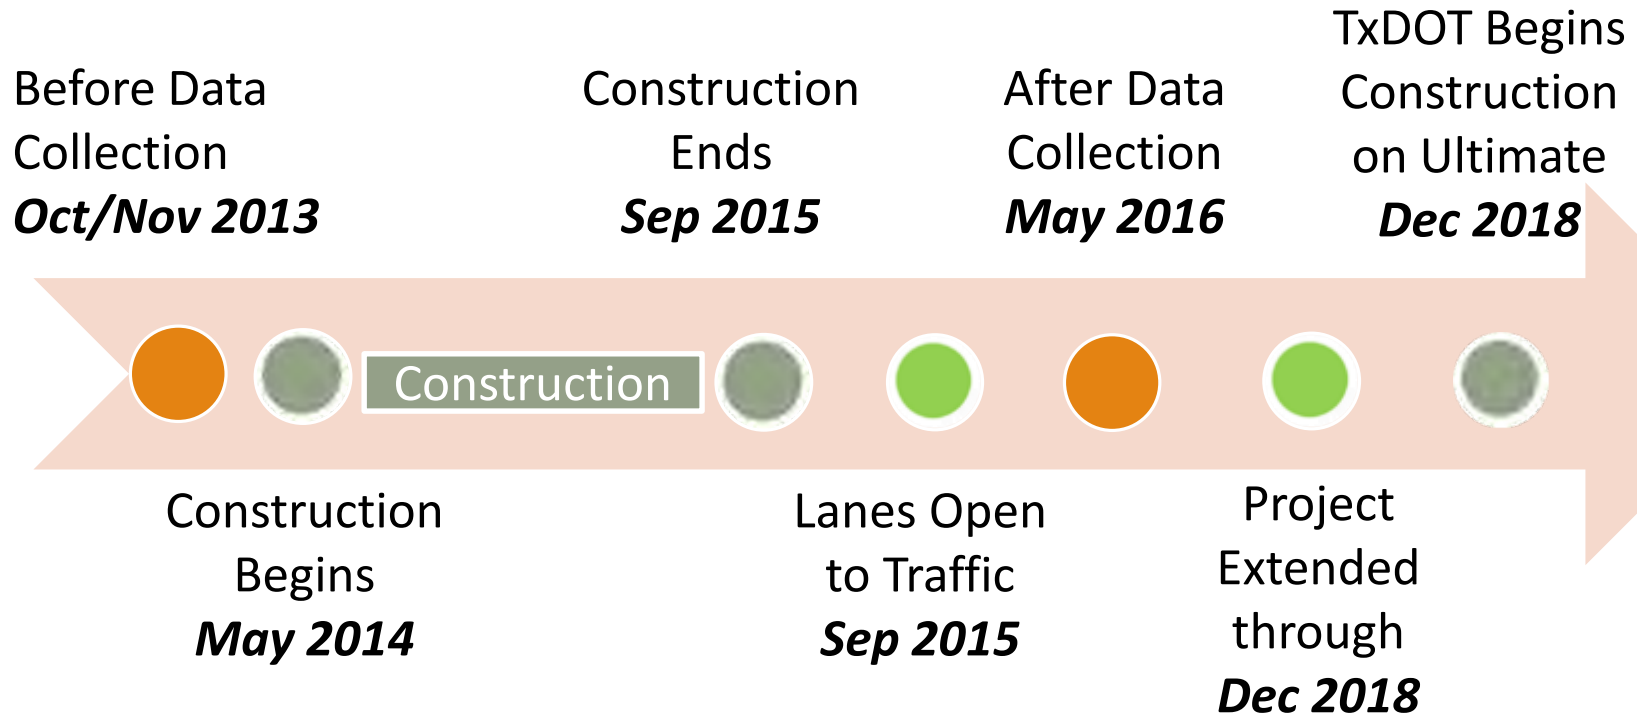 Before Data
Collection
Oct/Nov 2013
Construction
Ends
Sep 2015
After Data
Collection
May 2016
TxDOT Begins
Construction
on Ultimate
Dec 2018
Construction
Construction
Begins
May 2014
Lanes Open
to Traffic
Sep 2015
Project
Extended
through
Dec 2018